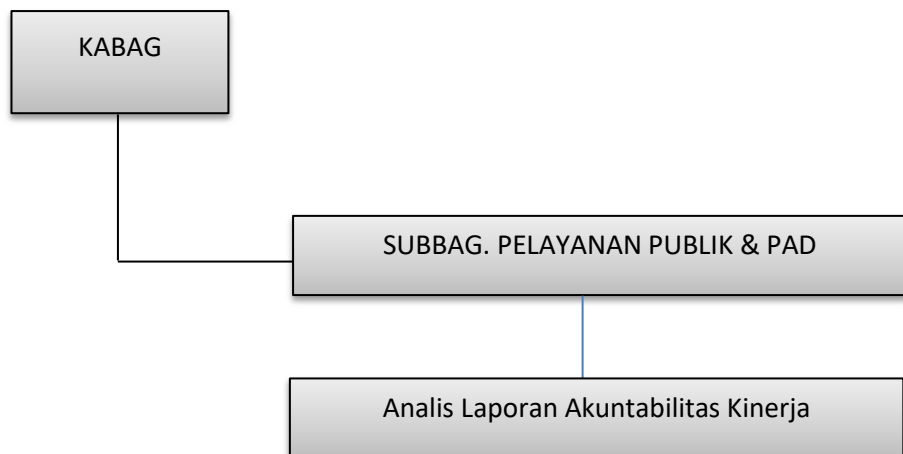 KABAG
SUBBAG. PELAYANAN PUBLIK & PAD
Analis Laporan Akuntabilitas Kinerja